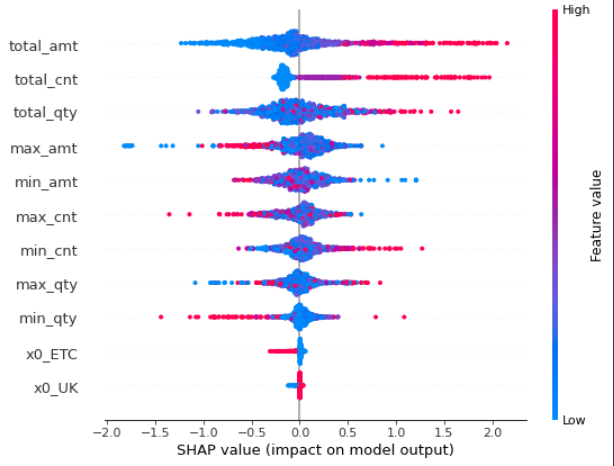 High
total_amt
total_cnt
total_qty
max_amt
min_amt
max_cnt
min_cnt
max_qty
min_qty
x0_ETC
x0_UK
Feature value
Low
−2.0 −1.5 −1.0 −0.5 0.0 0.5 1.0 1.5 2.0
SHAP value (impact on model output)